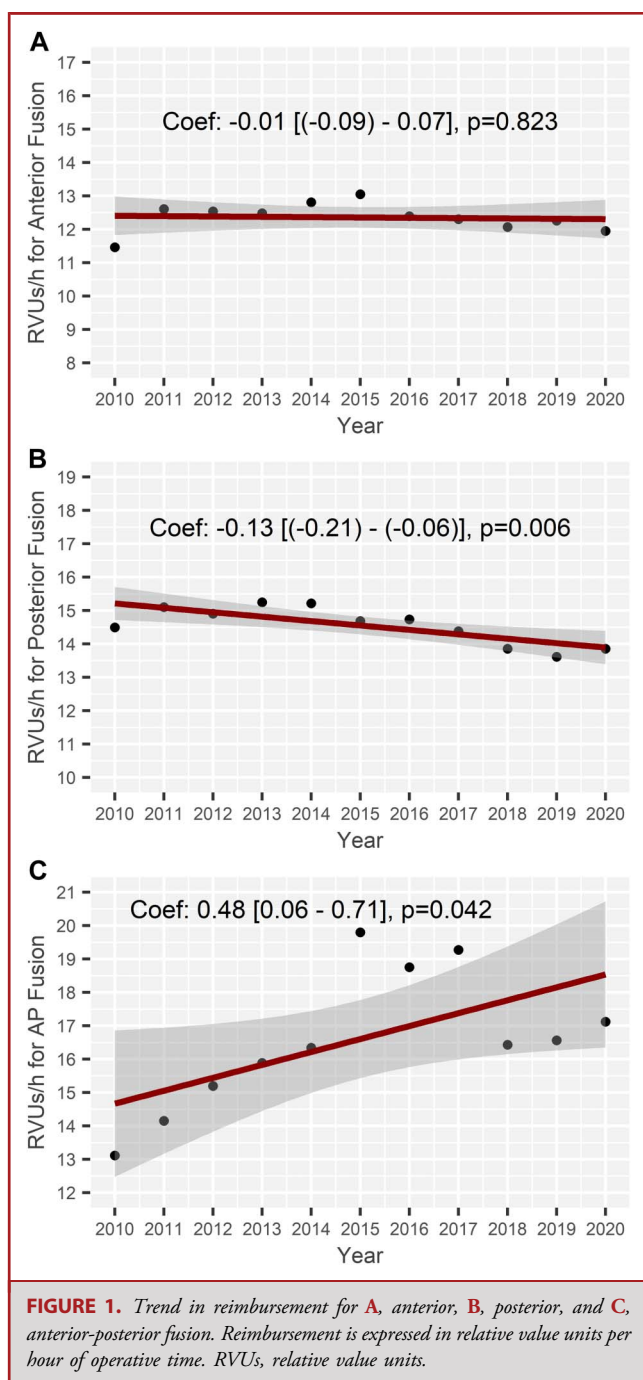 A
17
16
15
14
13
12
11
10
9
8
RVUs/h for Anterior Fusion
Coef: -0.01 [(-0.09) - 0.07], p=0.823
2010 2011 2012 2013 2014 2015 2016 2017 2018 2019 2020
Year
B
19
18
17
16
15
14
13
12
11
10
RVUs/h for Posterior Fusion
Coef: -0.13 [(-0.21) - (-0.06)], p=0.006
2010 2011 2012 2013 2014 2015 2016 2017 2018 2019 2020
Year
C
21
20
19
18
17
16
15
14
13
12
RVUs/h for AP Fusion
Coef: 0.48 [0.06 - 0.71], p=0.042
2010 2011 2012 2013 2014 2015 2016 2017 2018 2019 2020
Year
FIGURE 1. Trend in reimbursement for A, anterior, B, posterior, and C,
anterior-posterior fusion. Reimbursement is expressed in relative value units per
hour of operative time. RVUs, relative value units.